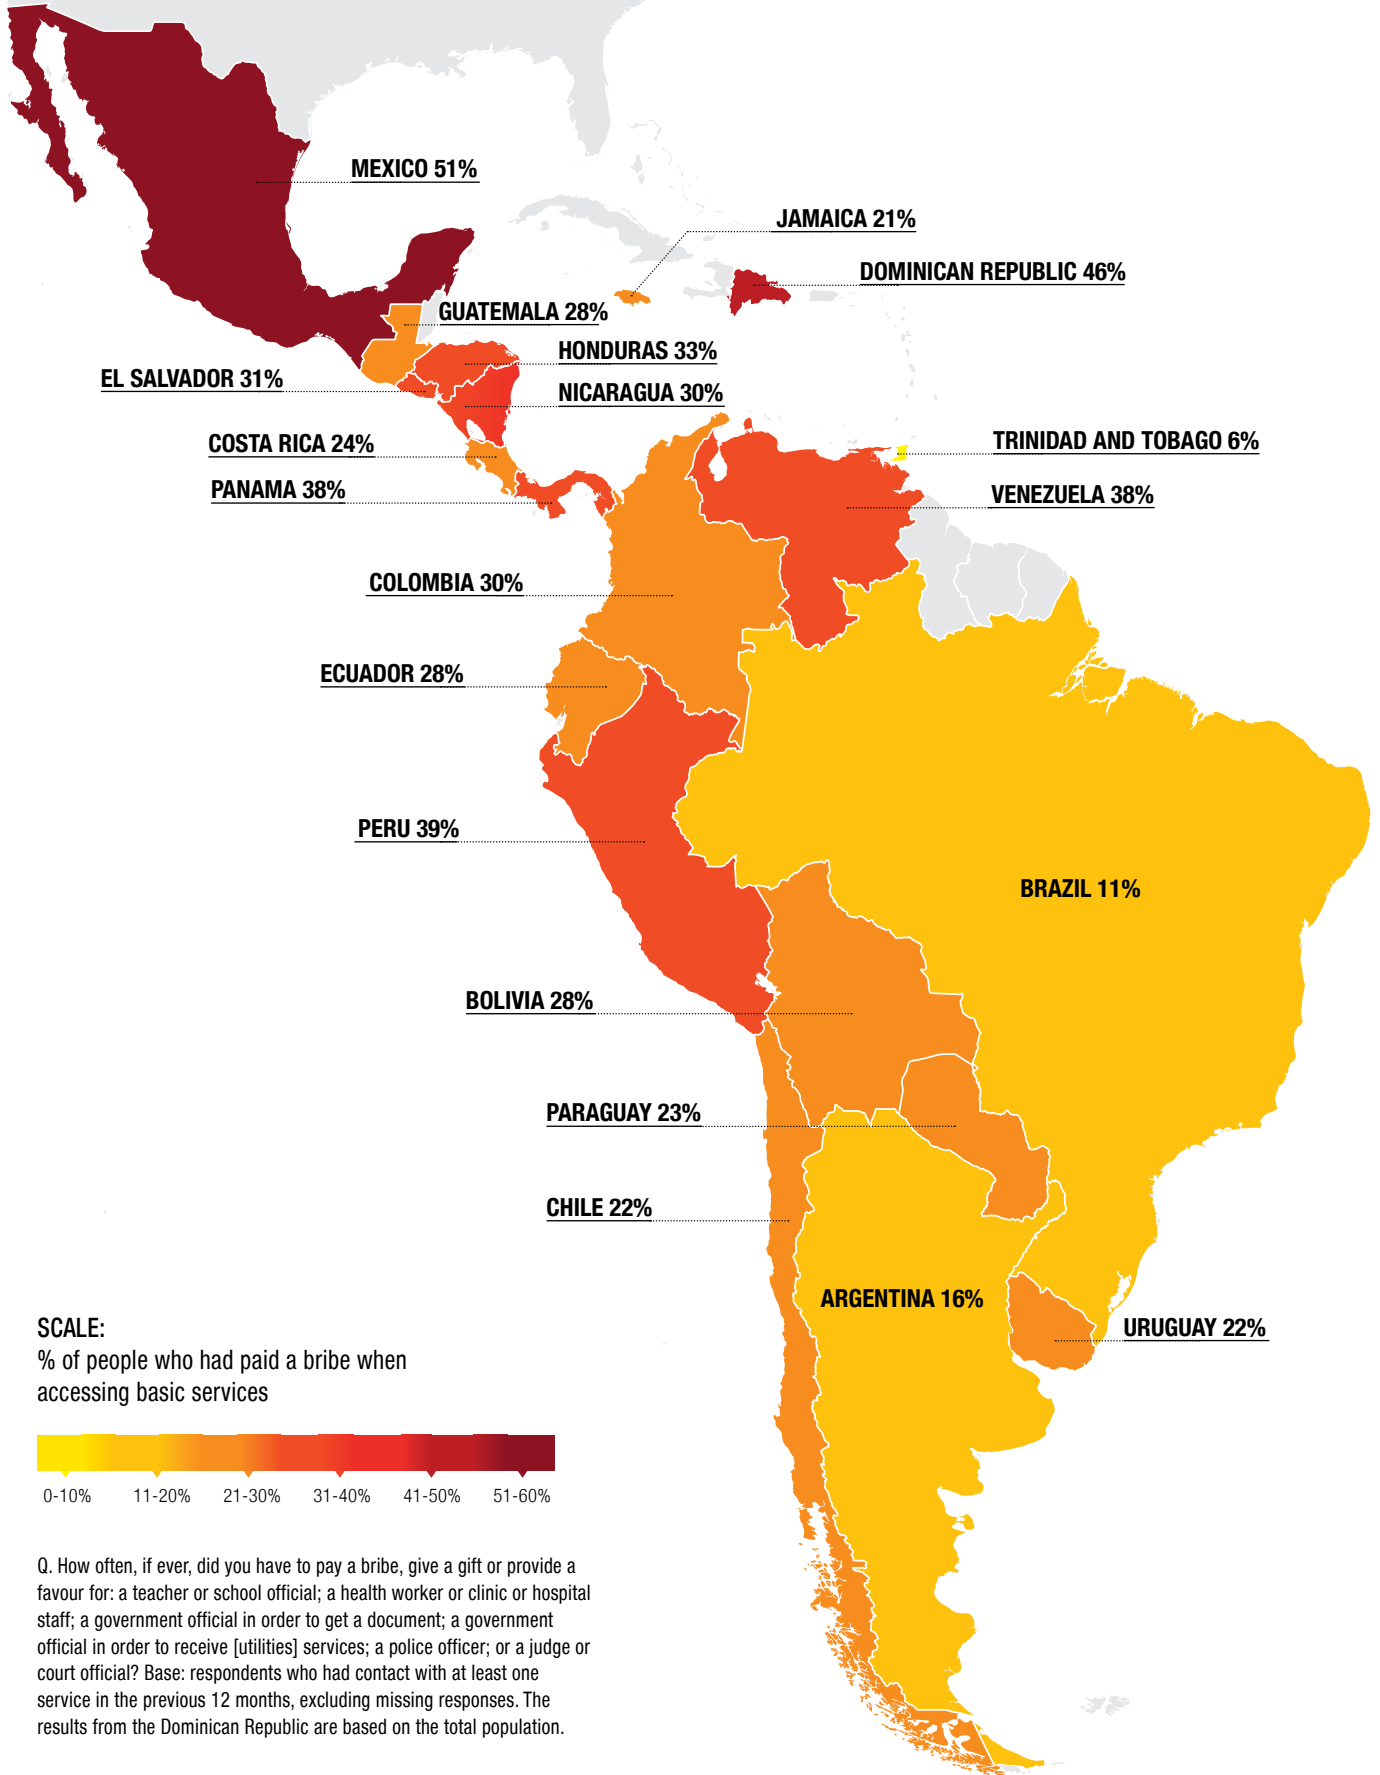 MEXICO 51%
JAMAICA 21%
DOMINICAN REPUBLIC 46%
GUATEMALA 28%
HONDURAS 33%
EL SALVADOR 31%
NICARAGUA 30%
COSTA RICA 24%
TRINIDAD AND TOBAGO 6%
PANAMA 38%
VENEZUELA 38%
COLOMBIA 30%
ECUADOR 28%
PERU 39%
BRAZIL 11%
BOLIVIA 28%
PARAGUAY 23%
CHILE 22%
ARGENTINA 16%
URUGUAY 22%
SCALE:
% of people who had paid a bribe when
accessing basic services
0-10% 11-20% 21-30% 31-40% 41-50% 51-60%
Q. How often, if ever, did you have to pay a bribe, give a gift or provide a
favour for: a teacher or school official; a health worker or clinic or hospital
staff; a government official in order to get a document; a government
official in order to receive [utilities] services; a police officer; or a judge or
court official? Base: respondents who had contact with at least one
service in the previous 12 months, excluding missing responses. The
results from the Dominican Republic are based on the total population.